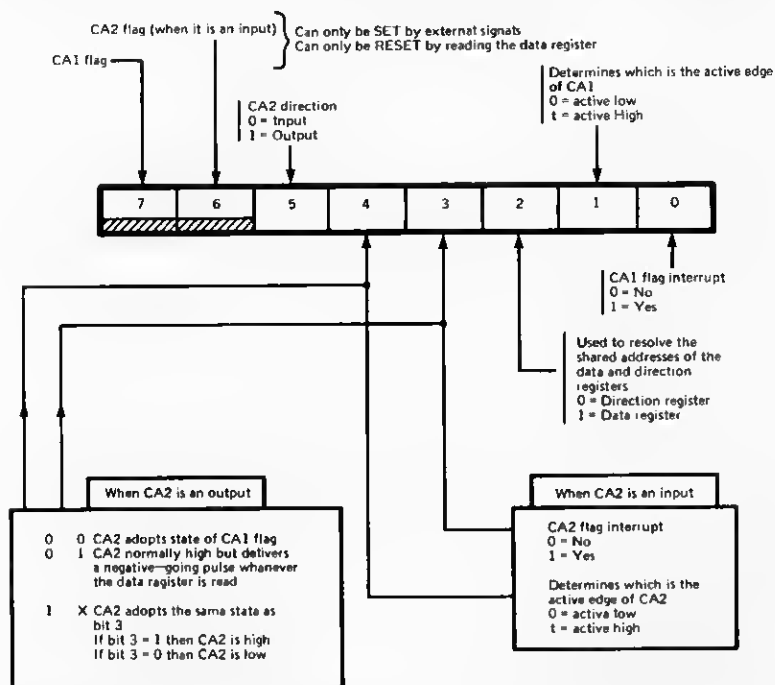 CA2 flag (when it is an input)
Can only be SET by external signats
Can only be RESET by reading the data register
CA1 flag
CA2 direction
0 = Input
1 = Output
Determines which is the active edge
of CA1
0 = active low
t = active High
7 6 5 4 3 2 1 0
CA1 flag interrupt
0 = No
1 = Yes
Used to resolve the
shared addresses of the
data and direction
registers
0 = Direction register
1 = Data register
When CA2 is an output
0 0 CA2 adopts state of CA1 flag
0 1 CA2 normally high but delivers
a negative—going pulse whenever
the data ragister is read
1 X CA2 adopts the same stata as
bit 3
If bit 3 = 1 then CA2 is high
If bit 3 = 0 than CA2 is low
When CA2 is an input
CA2 flag interrupt
0 = No
1 = Yes
Determines which is the
active edge of CA2
0 = active tow
t = active high